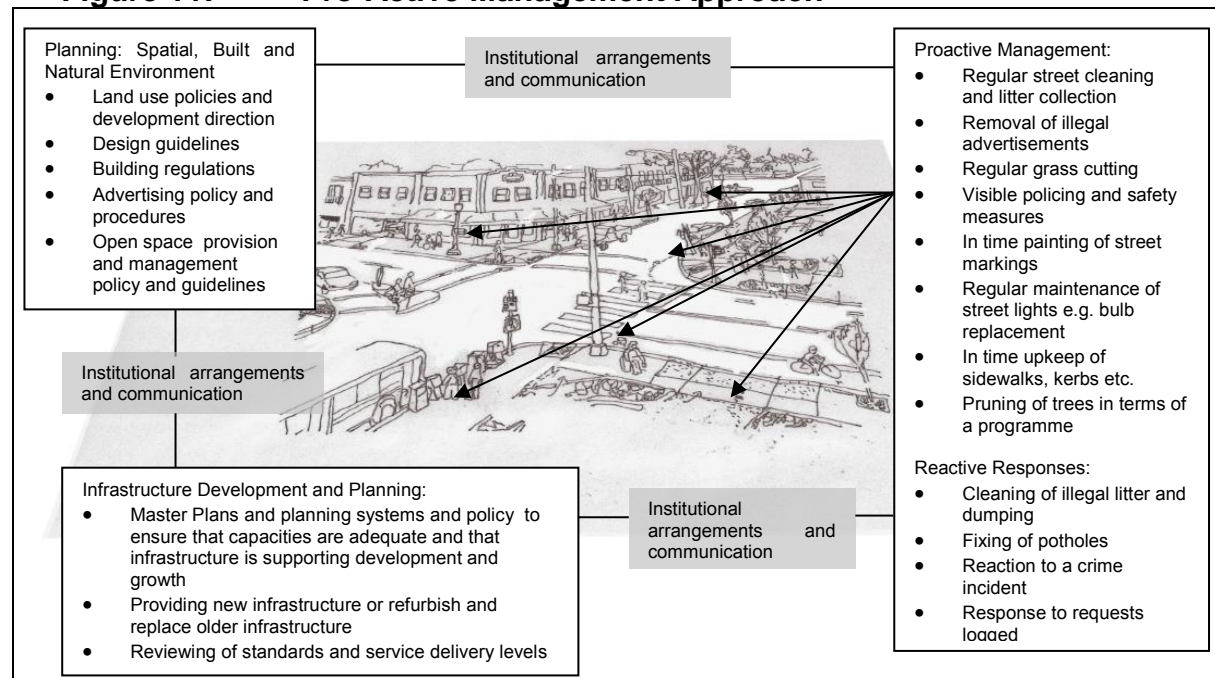 Figure Pro-Active Management Approach
Planning: Spatial, Built and
Natural Environment
• Land use policies and
development direction
• Design guidelines
• Building regulations
• Advertising policy and
procedures
• Open space provision
and management
policy and guidelines
Institutional arrangements
and communication
Proactive Management:
• Regular street cleaning
and litter collection
• Removal of illegal
advertisements
• Regular grass cutting
• Visible policing and safety
measures
• In time painting of street
markings
• Regular maintenance of
street lights e.g. bulb
replacement
• In time upkeep of
sidewalks, kerbs etc.
• Pruning of trees in terms of
a programme
Reactive Responses:
• Cleaning of illegal litter and
dumping
• Fixing of potholes
• Reaction to a crime
incident
• Response to requests
logged
Institutional arrangements
and communication
Infrastructure Development and Planning:
• Master Plans and planning systems and policy to
ensure that capacities are adequate and that
infrastructure is supporting development and
growth
• Providing new infrastructure or refurbish and
replace older infrastructure
• Reviewing of standards and service delivery levels
Institutional
arrangements and
communication